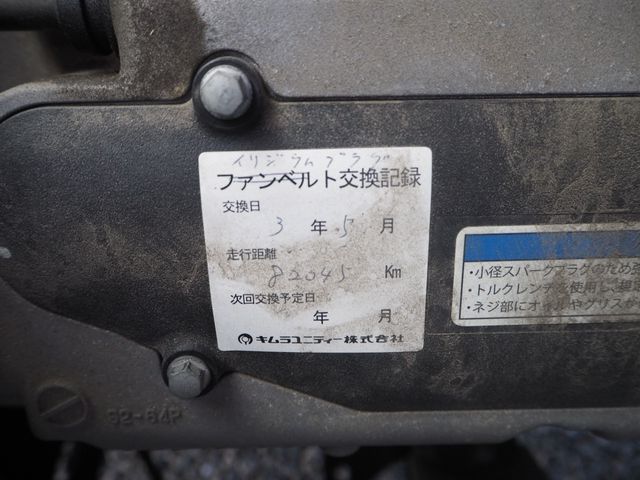 イリジウムプラグ
ファンベルト交換記録
交換日
3 年 5 月
走行距離
82045 Km
次回交換予定日
年 月
キムラユニティー株式会社
・小径スパークプラグのため
・トルクレンチを使用し、
ネジ部にオイルやグリスが
G2-64P